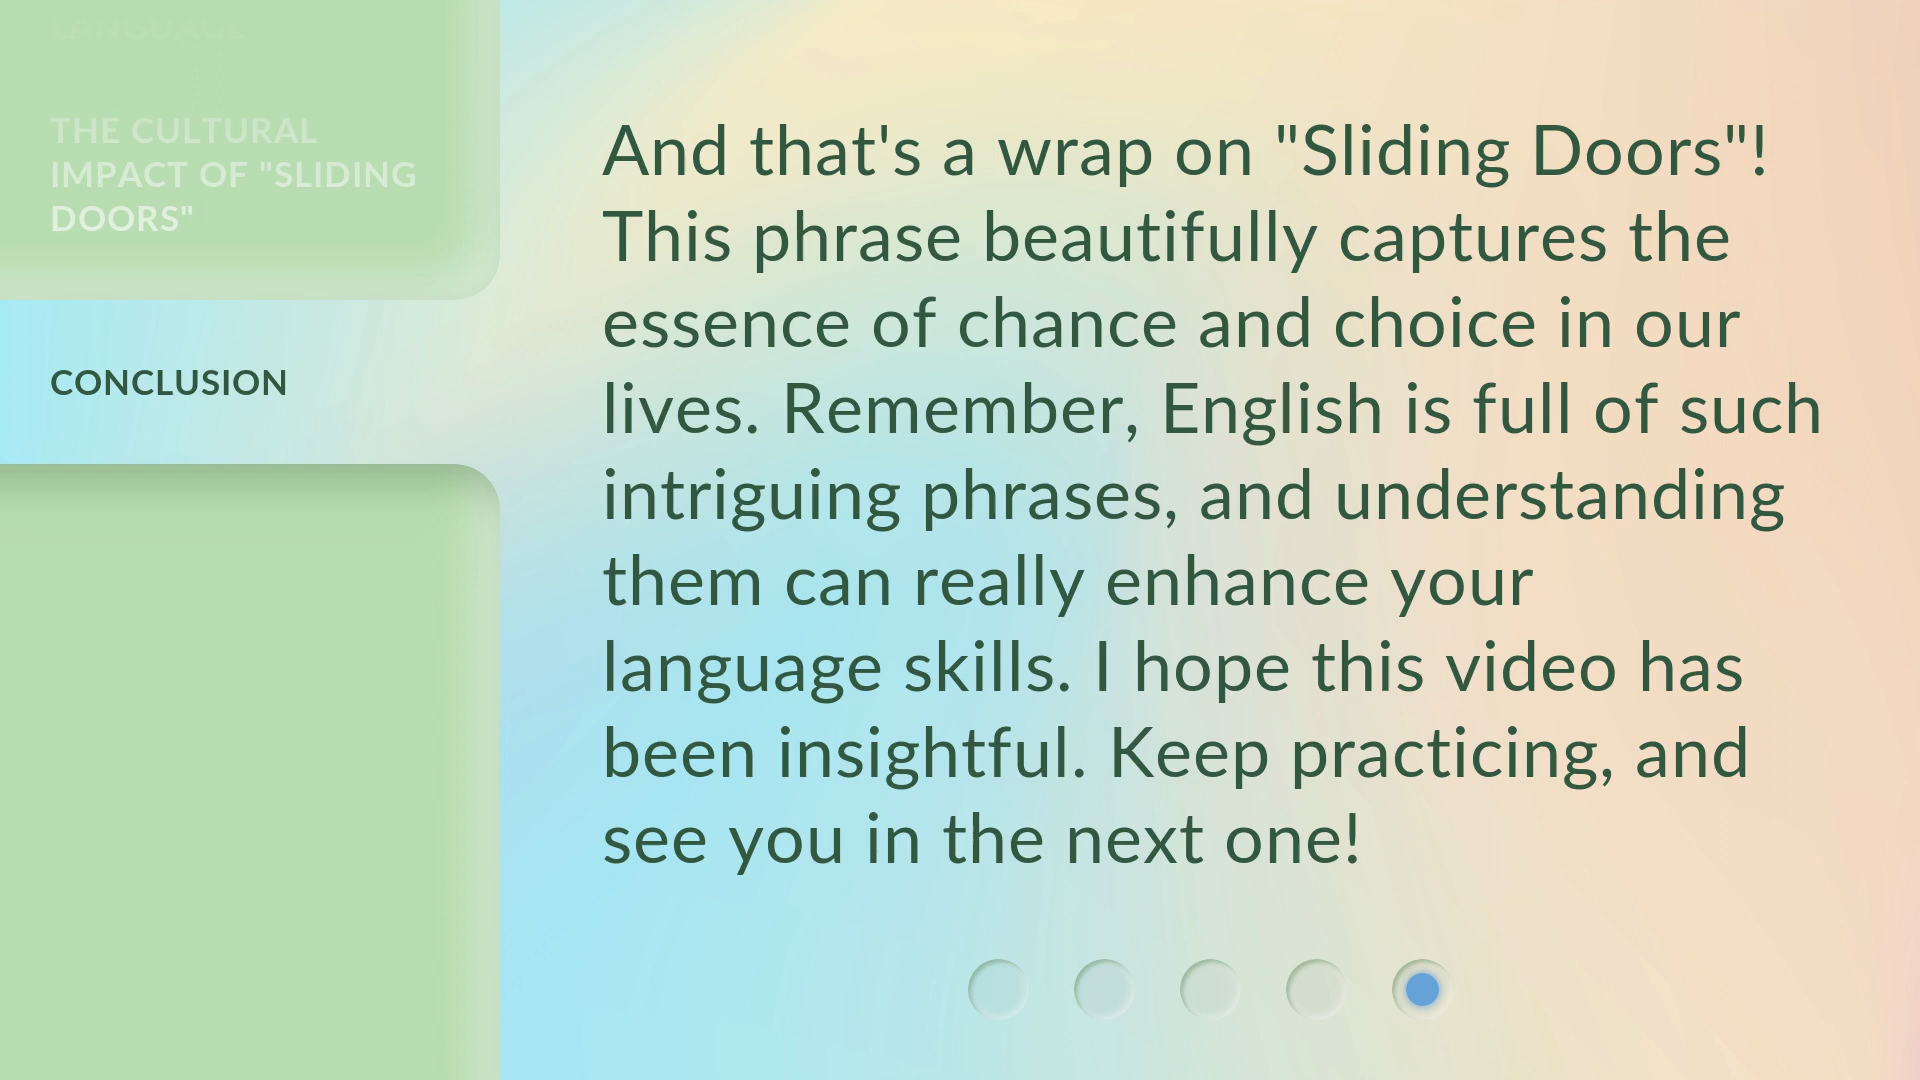 LANGUAGE
THE CULTURAL
IMPACT OF "SLIDING
DOORS"
CONCLUSION
And that's a wrap on "Sliding Doors"!
This phrase beautifully captures the
essence of chance and choice in our
lives. Remember, English is full of such
intriguing phrases, and understanding
them can really enhance your
language skills. I hope this video has
been insightful. Keep practicing, and
see you in the next one!